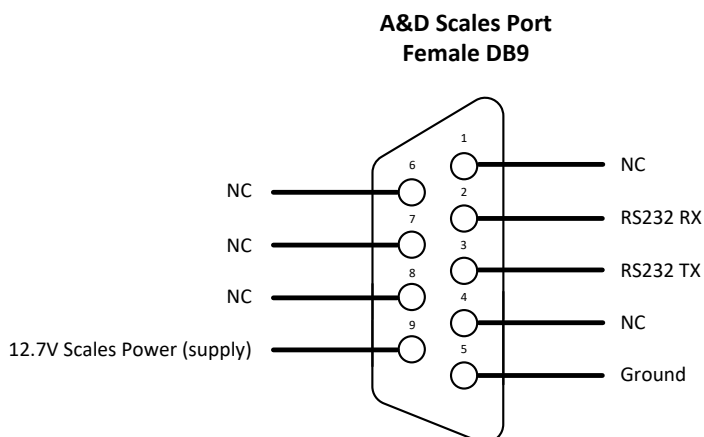 A&D Scales Port
Female DB9
1
NC
6
NC
2
RS232 RX
7
NC
3
RS232 TX
8
NC
4
NC
9
12.7V Scales Power (supply)
5
Ground